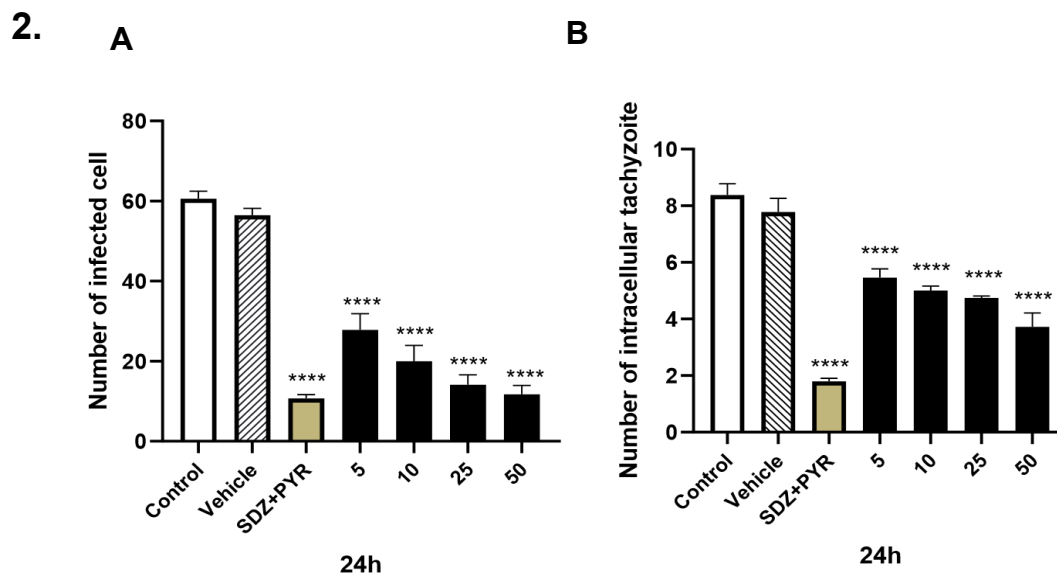 2.
A
Number of infected cell
80
60
40
20
0
****
****
****
****
****
Control
Vehicle
SDZ+PYR
5
10
25
50
24h
B
Number of intracellular tachyzoite
10
8
6
4
2
0
****
****
****
****
****
Control
Vehicle
SDZ+PYR
5
10
25
50
24h